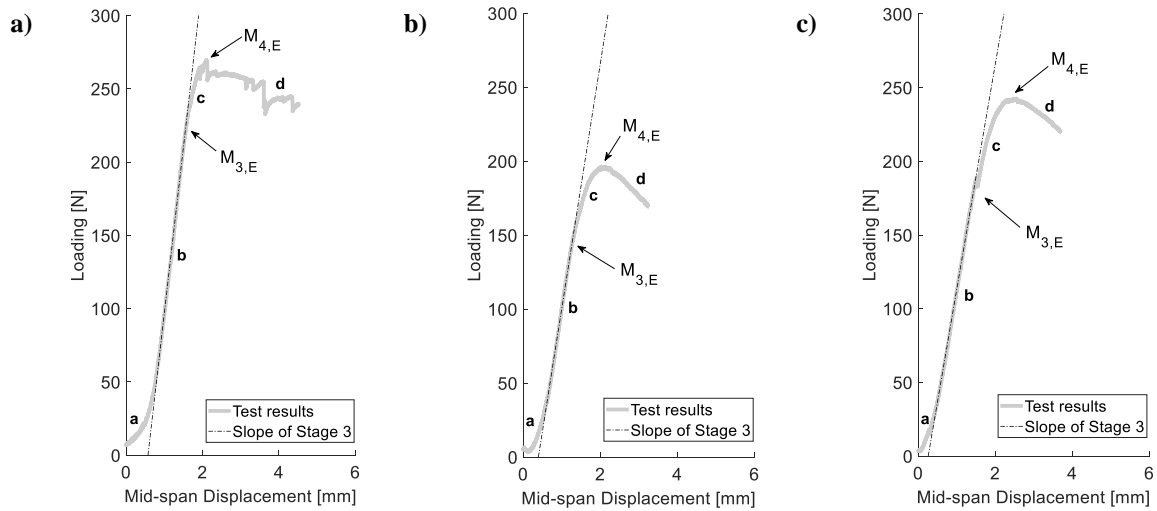 a)
300
250
200
150
100
50
0
Loading [N]
M4,E
d
c
M3,E
b
a
Test results
Slope of Stage 3
0 2 4 6
Mid-span Displacement [mm]
b)
300
250
200
150
100
50
0
Loading [N]
M4,E
d
c
M3,E
b
a
Test results
Slope of Stage 3
0 2 4 6
Mid-span Displacement [mm]
c)
300
250
200
150
100
50
0
Loading [N]
M4,E
d
c
M3,E
b
a
Test results
Slope of Stage 3
0 2 4 6
Mid-span Displacement [mm]